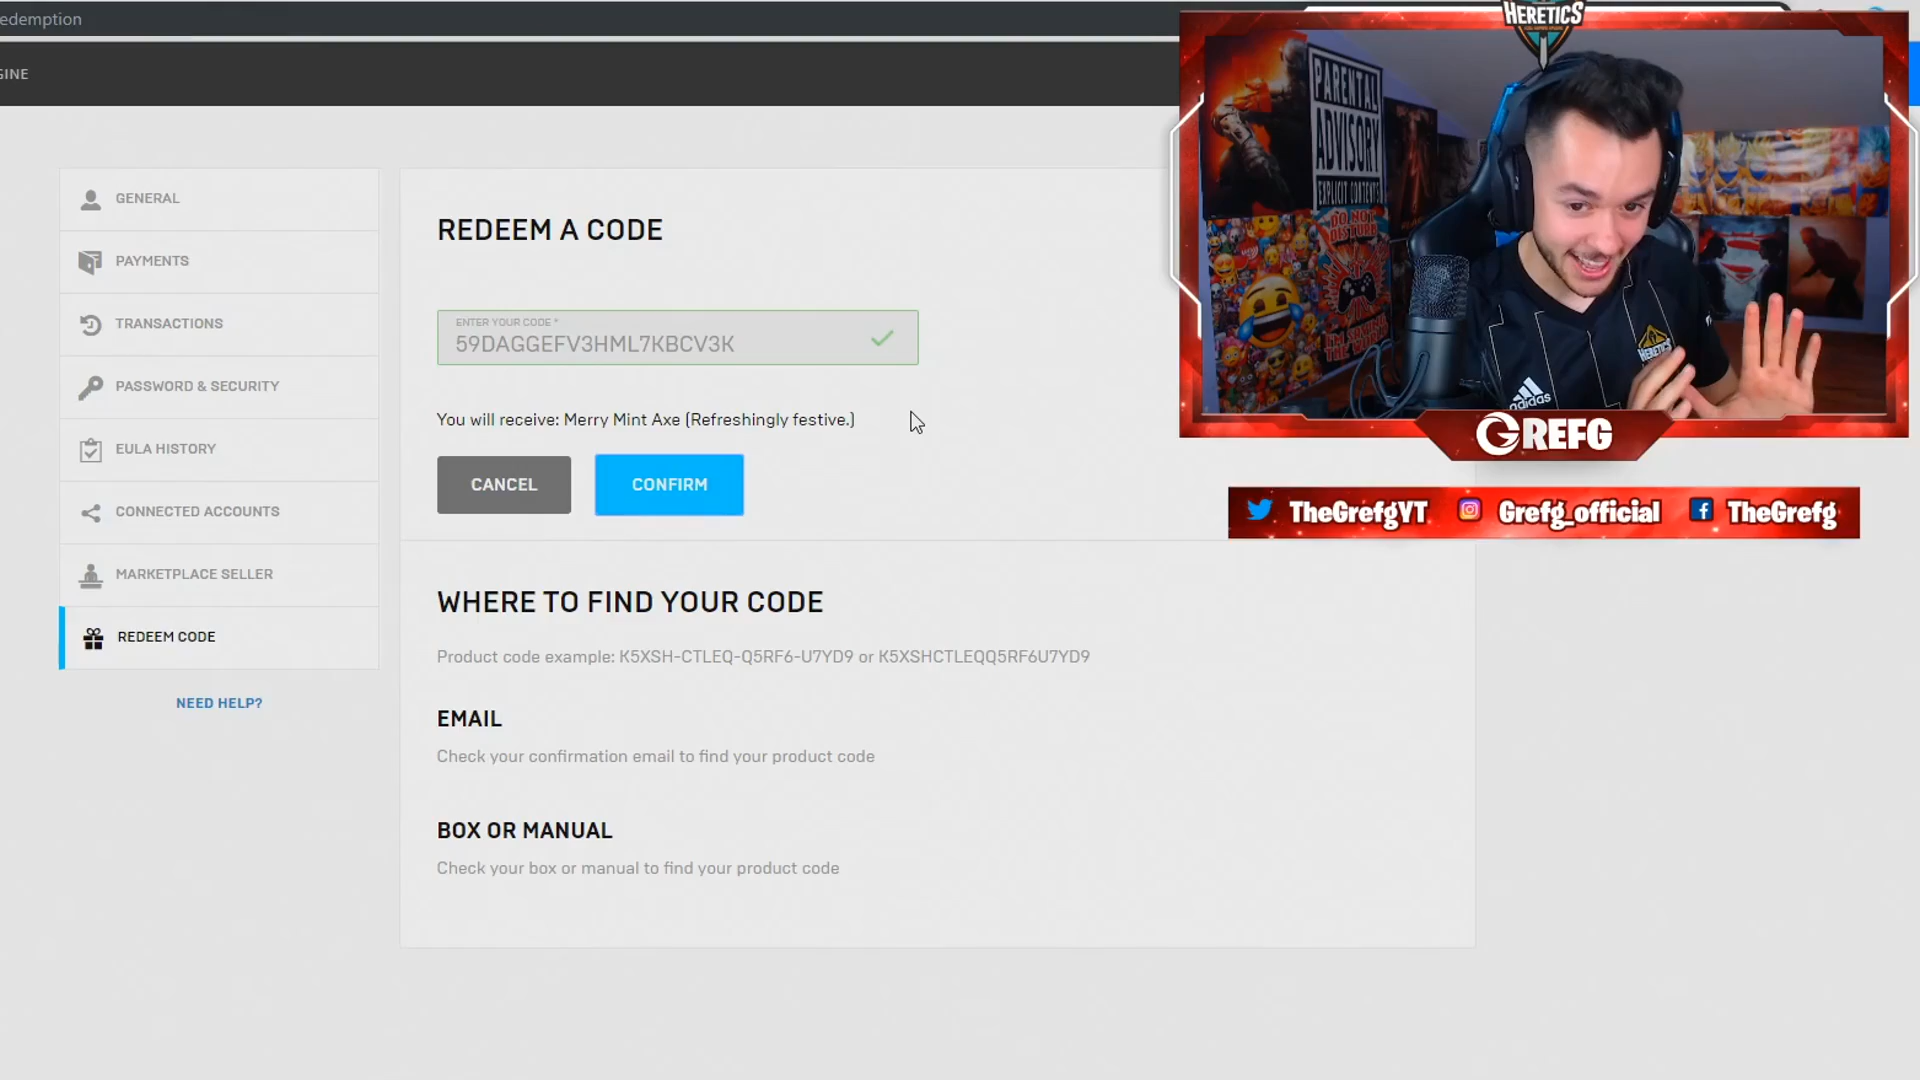 edemption
GINE
GENERAL
PAYMENTS
TRANSACTIONS
PASSWORD & SECURITY
EULA HISTORY
CONNECTED ACCOUNTS
MARKETPLACE SELLER
REDEEM CODE
NEED HELP?
REDEEM A CODE
ENTER YOUR CODE *
59DAGGEFV3HML7KBCV3K
You will receive: Merry Mint Axe (Refreshingly festive.)
CANCEL
CONFIRM
WHERE TO FIND YOUR CODE
Product code example: K5XSH-CTLEQ-Q5RF6-U7YD9 or K5XSHCTLEQQ5RF6U7YD9
EMAIL
Check your confirmation email to find your product code
BOX OR MANUAL
Check your box or manual to find your product code
HERETICS
PARENTAL
ADVISORY
EXPLICIT CONTENT
DO NOT
DISTURB
HERETICS
adidas
GREFG
TheGrefgYT
Grefg_official
TheGrefg